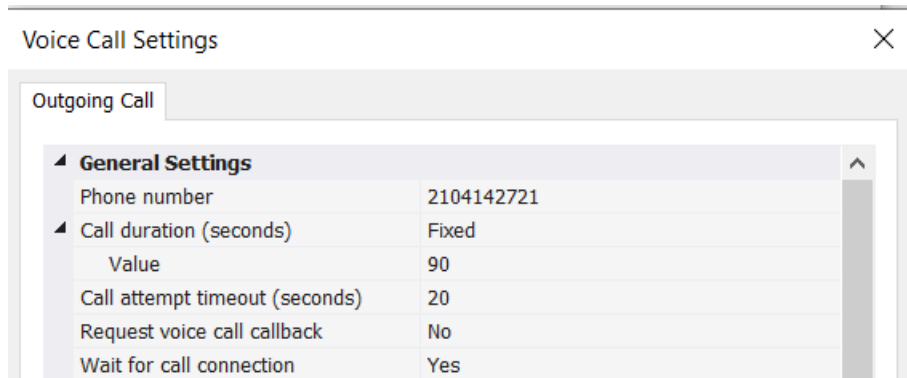 Voice Call Settings
Outgoing Call
General Settings
Phone number 2104142721
Call duration (seconds) Fixed
Value 90
Call attempt timeout (seconds) 20
Request voice call callback No
Wait for call connection Yes